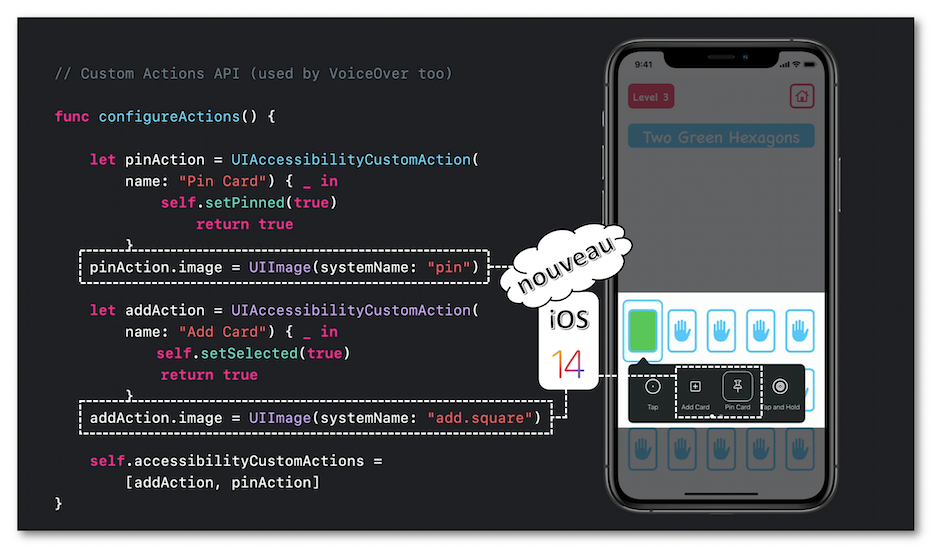 // Custom Actions API (used by VoiceOver too)
func configureActions() {
let pinAction = UIAccessibilityCustomAction(
name: "Pin Card") { _ in
self.setPinned(true)
return true
}
pinAction.image = UIImage(systemName: "pin")
let addAction = UIAccessibilityCustomAction(
name: "Add Card") { _ in
self.setSelected(true)
return true
}
addAction.image = UIImage(systemName: "add.square")
self.accessibilityCustomActions =
[addAction, pinAction]
}
nouveau
iOS
14
9:41
Level 3
Two Green Hexagons
Tap
Add Card
Pin Card
Tap and Hold